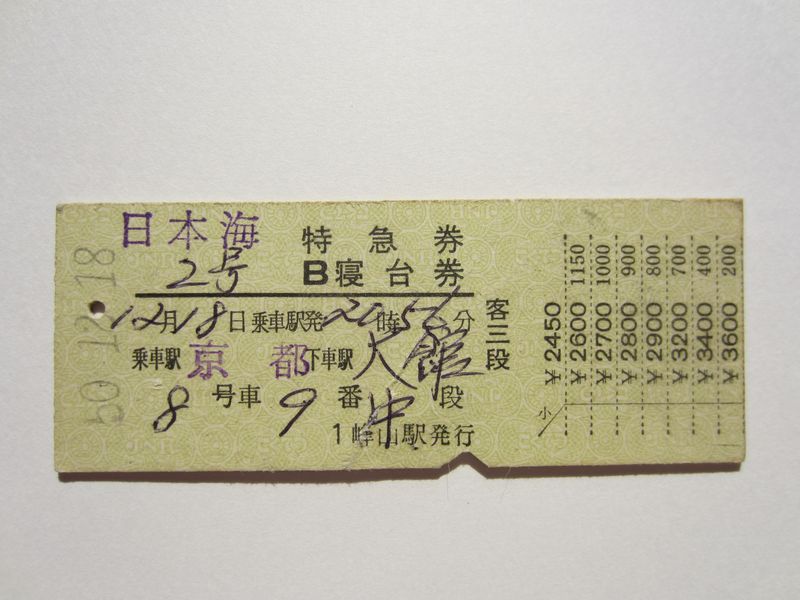 50.12.18
日本海 特急券
2号 B寝台券
12月18日 乗車駅発 20時56分
乗車駅 京都 下車駅 大館
8号車 9番 中段
1 峰山駅発行
客三段
小
¥2450
¥2600 1150
¥2700 1000
¥2800 900
¥2900 800
¥3200 700
¥3400 400
¥3600 200